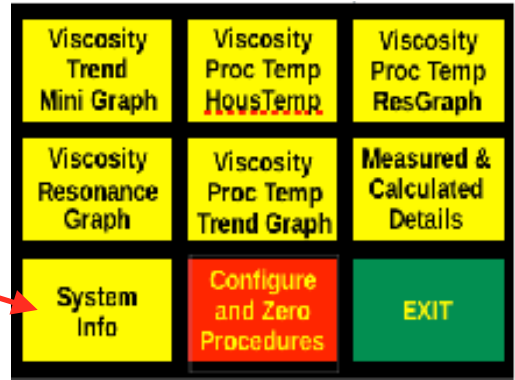 Viscosity
Trend
Mini Graph
Viscosity
Proc Temp
HousTemp
Viscosity
Proc Temp
ResGraph
Viscosity
Resonance
Graph
Viscosity
Proc Temp
Trend Graph
Measured &
Calculated
Details
System
Info
Configure
and Zero
Procedures
EXIT